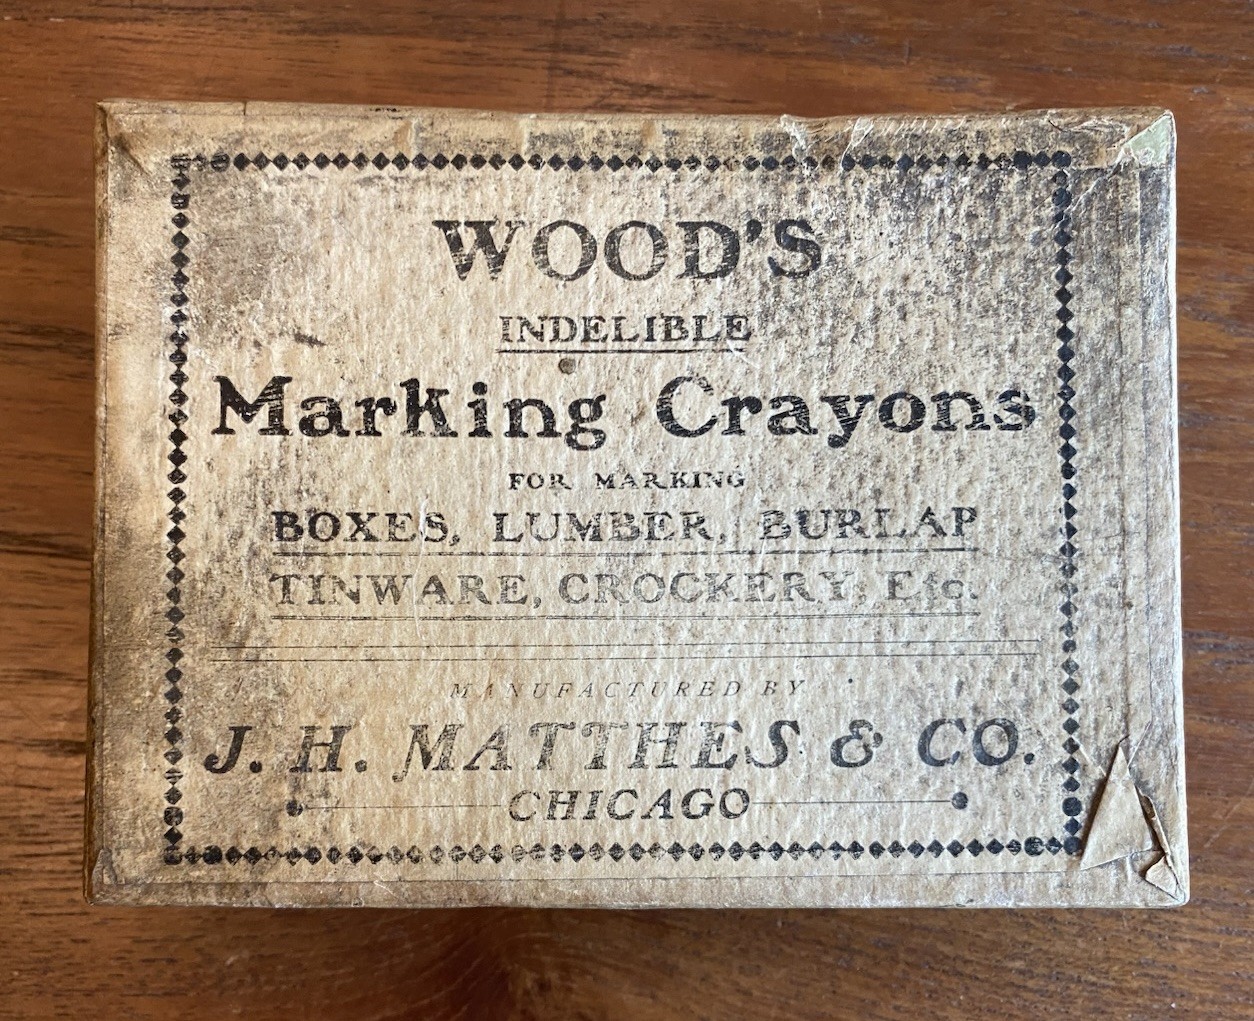 WOOD'S
INDELIBLE
Marking Crayons
FOR MARKING
BOXES, LUMBER, BURLAP
TINWARE, CROCKERY, Etc.
MANUFACTURED BY
J. H. MATTHES & CO.
CHICAGO